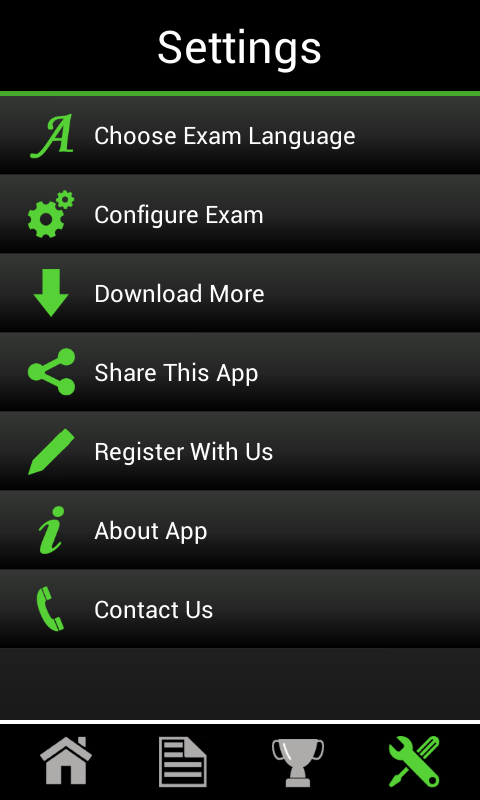 Settings
Choose Exam Language
Configure Exam
Download More
Share This App
Register With Us
About App
Contact Us